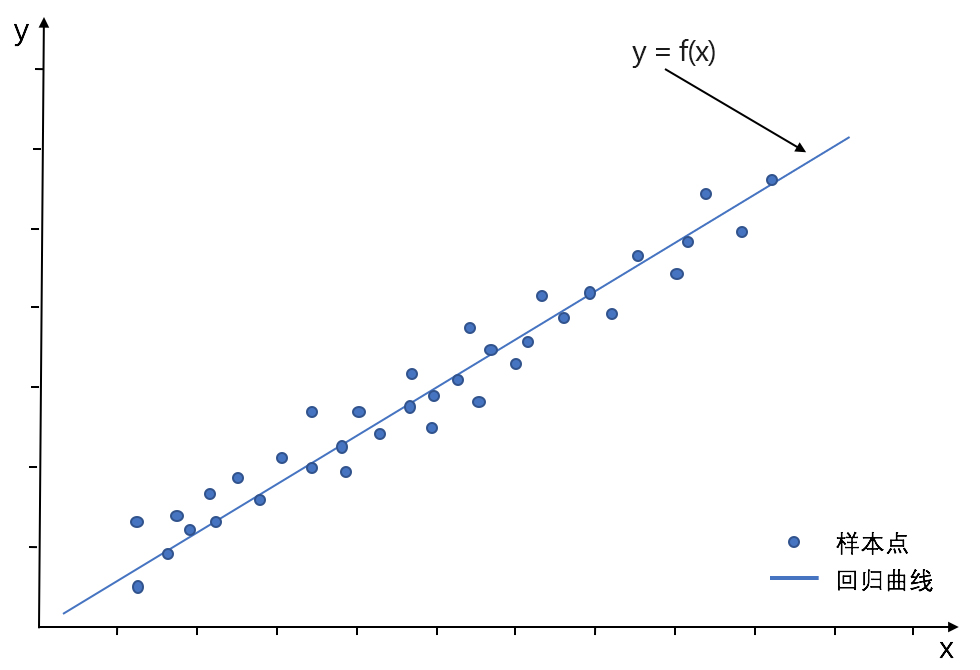 y
y = f(x)
样本点
回归曲线
x